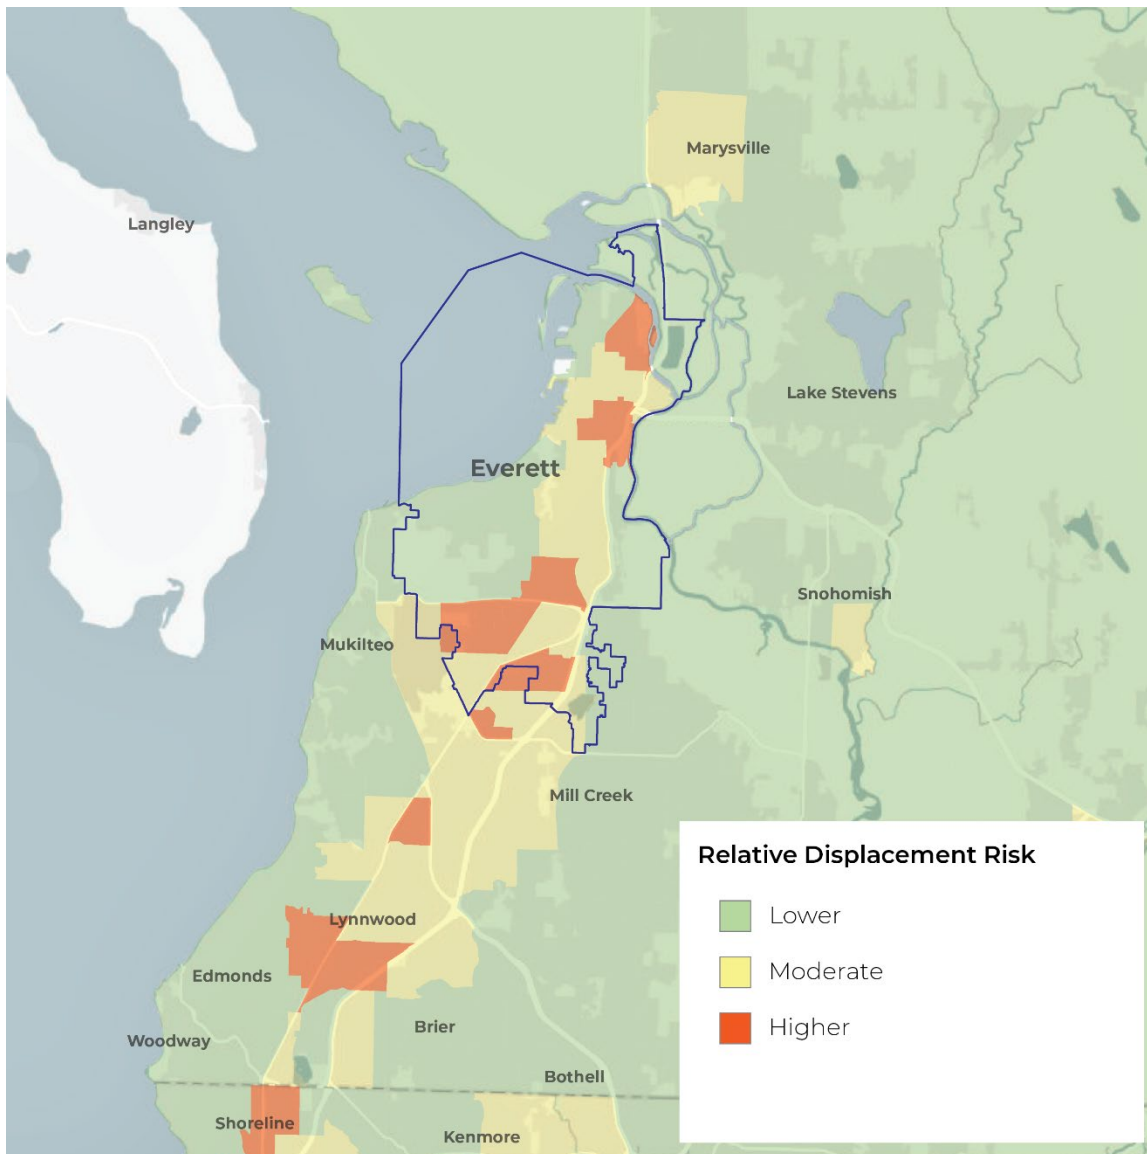 Marysville
Langley
Lake Stevens
Everett
Snohomish
Mukilteo
Mill Creek
Relative Displacement Risk
Lower
Lynnwood
Moderate
Edmonds
Higher
Brier
Woodway
Bothell
Shoreline
Kenmore